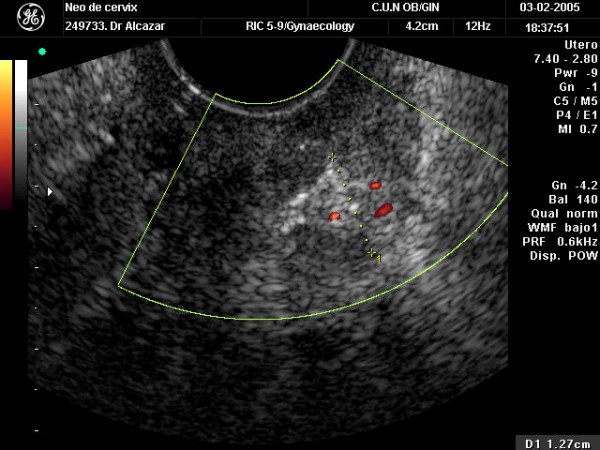 Neo de cervix C.U.N OB/GIN 03-02-2005
249733. Dr Alcazar RIC 5-9/Gynaecology 4.2cm 12Hz 18:37:51
Utero
7.40 - 2.80
Pwr -9
Gn -1
C5 / M5
P4 / E1
MI 0.7
Gn -4.2
Bal 140
Qual norm
WMF bajo1
PRF 0.6kHz
Disp. POW
1
D1 1.27cm